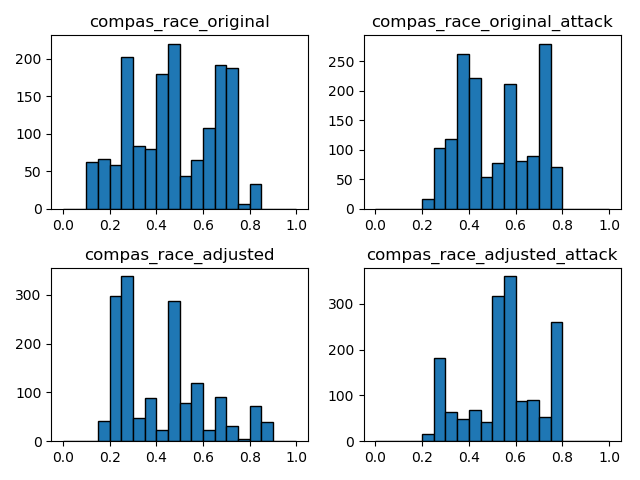 compas_race_original
200
150
100
50
0
0.0 0.2 0.4 0.6 0.8 1.0
compas_race_original_attack
250
200
150
100
50
0
0.0 0.2 0.4 0.6 0.8 1.0
compas_race_adjusted
300
200
100
0
0.0 0.2 0.4 0.6 0.8 1.0
compas_race_adjusted_attack
300
200
100
0
0.0 0.2 0.4 0.6 0.8 1.0